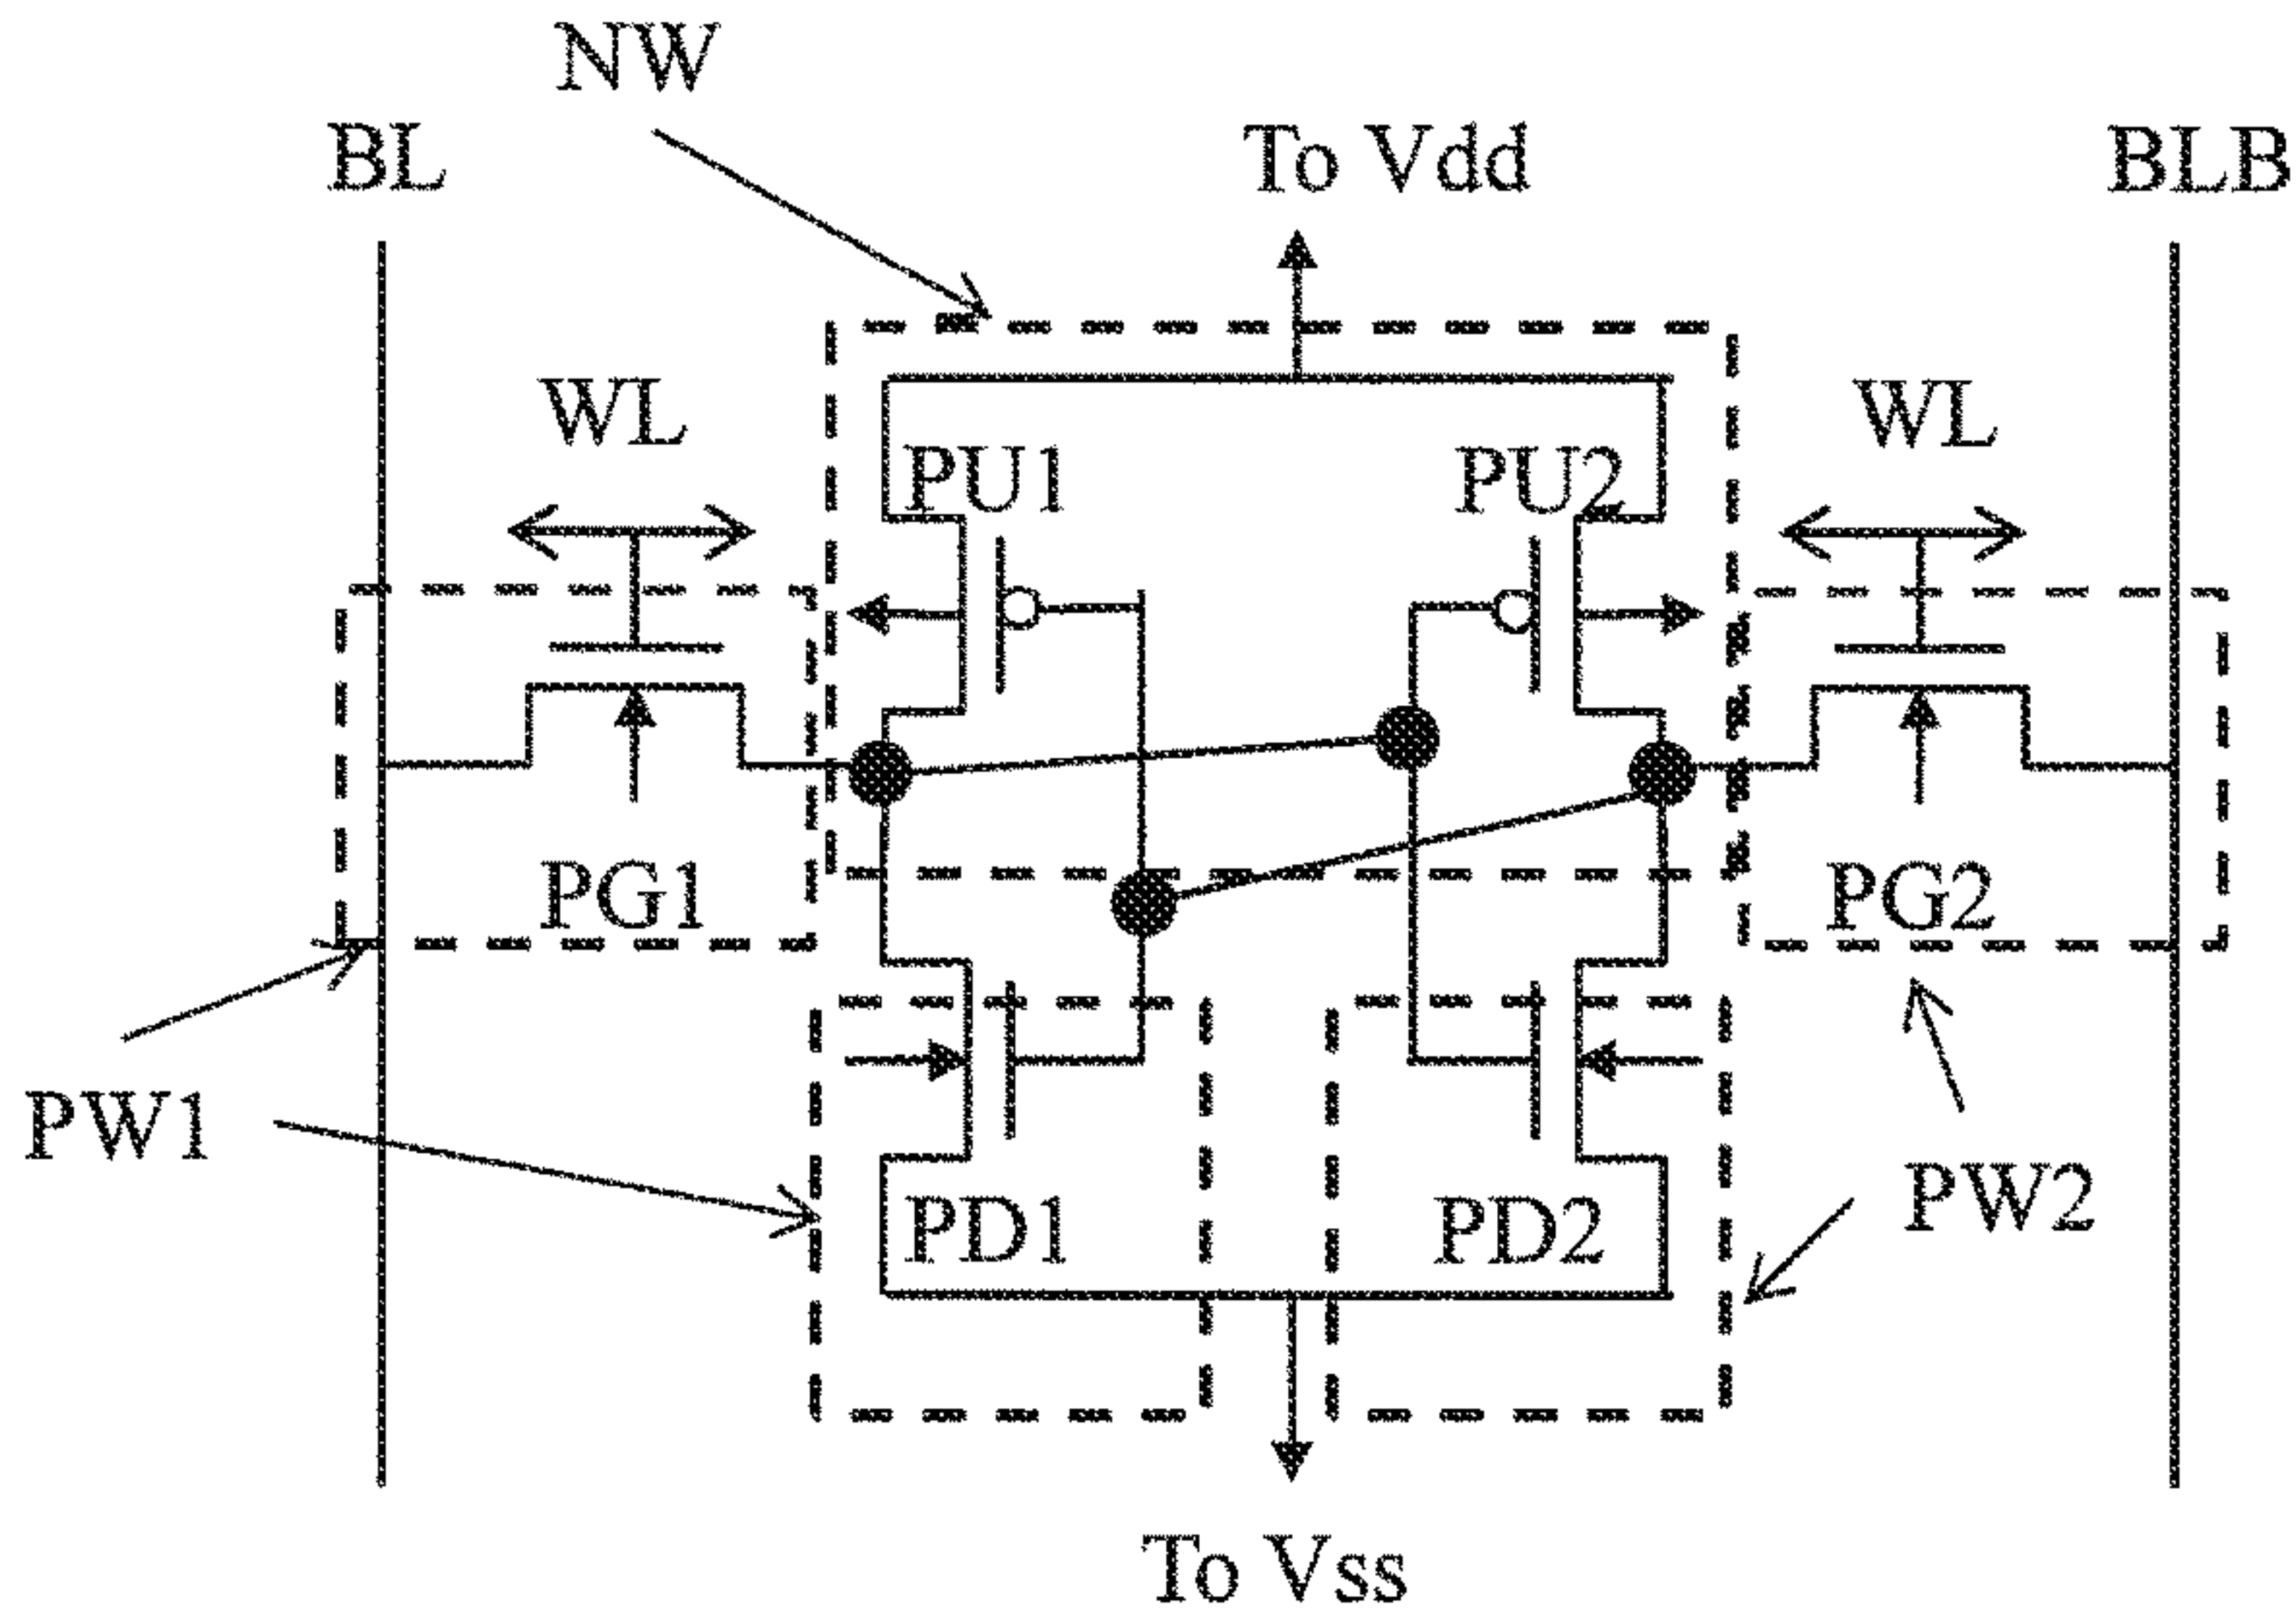 NW
BL
To Vdd
BLB
WL
WL
PU1
PU2
PG1
PG2
PW1
PW2
PD1
PD2
To Vss